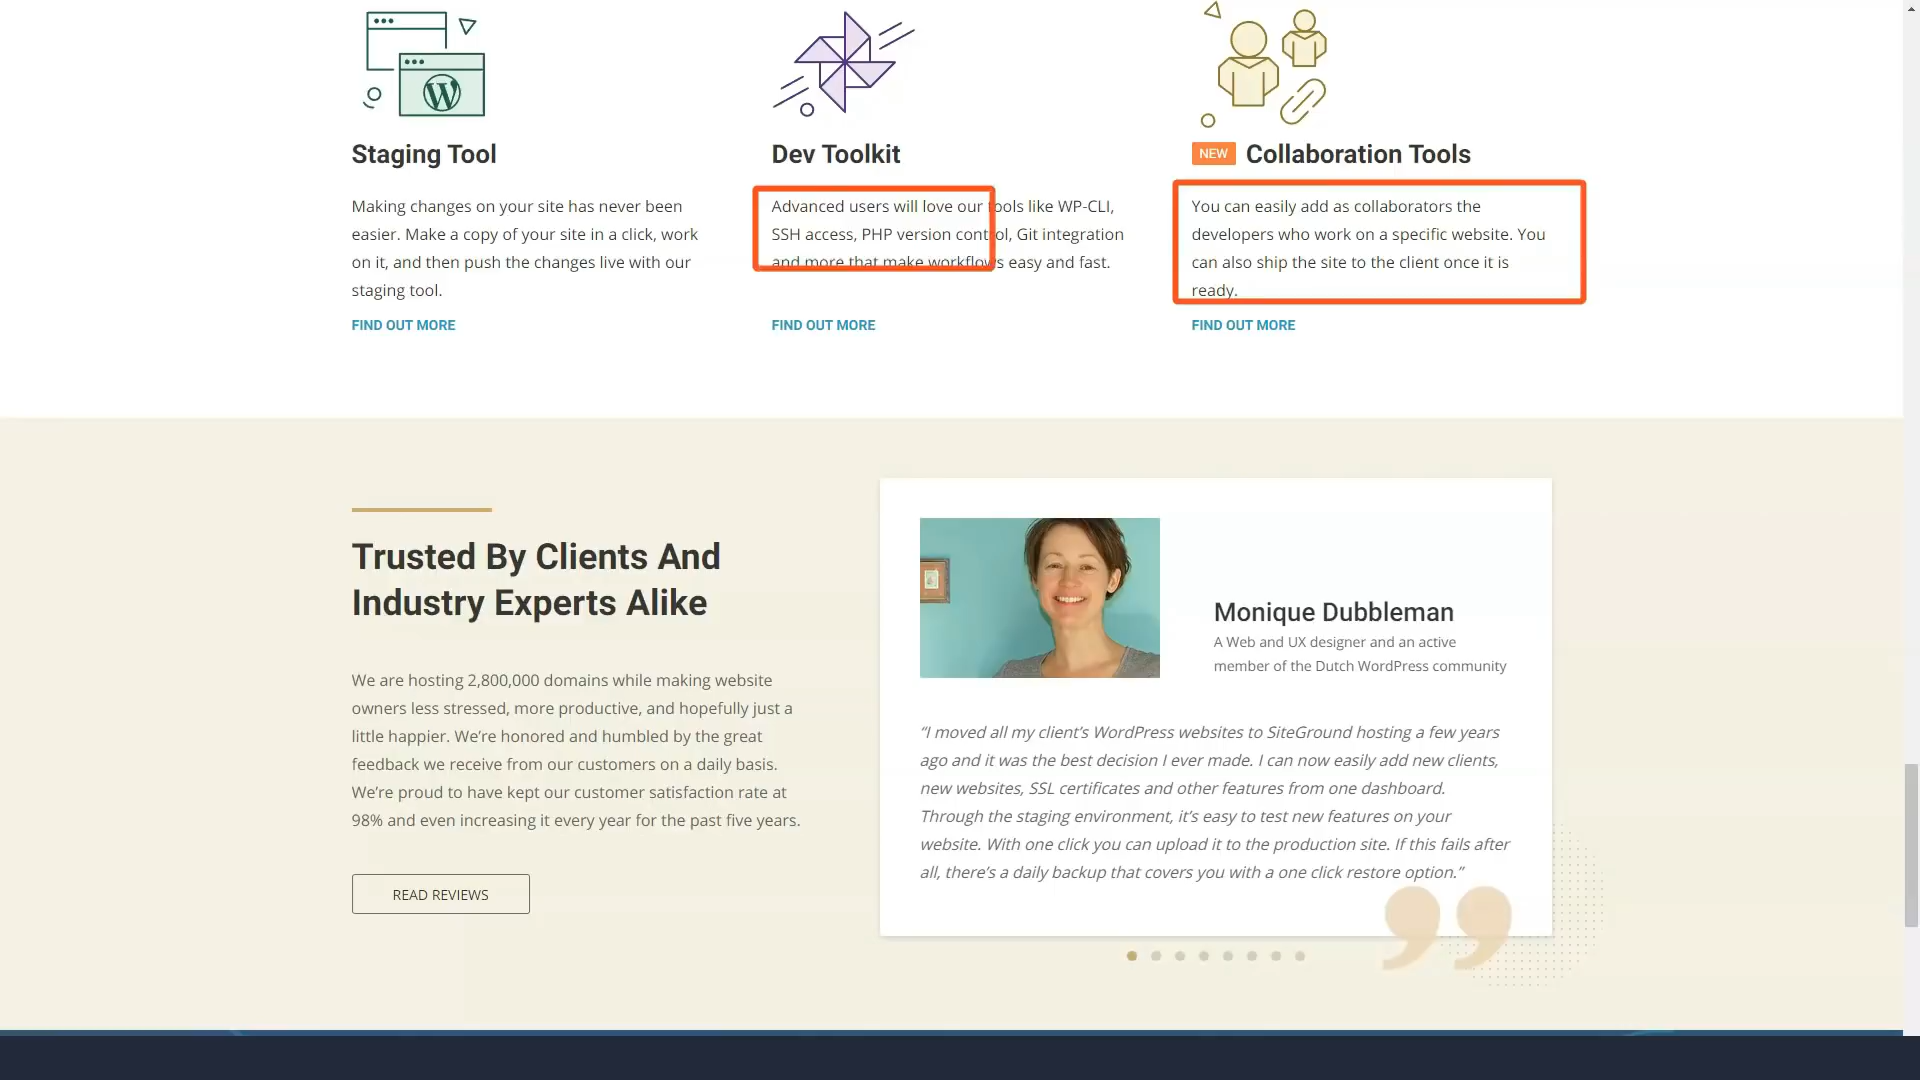 Staging Tool
Making changes on your site has never been
easier. Make a copy of your site in a click, work
on it, and then push the changes live with our
staging tool.
FIND OUT MORE
Dev Toolkit
Advanced users will love our tools like WP-CLI,
SSH access, PHP version control, Git integration
and more that make workflows easy and fast.
FIND OUT MORE
NEW Collaboration Tools
You can easily add as collaborators the
developers who work on a specific website. You
can also ship the site to the client once it is
ready.
FIND OUT MORE
Trusted By Clients And
Industry Experts Alike
We are hosting 2,800,000 domains while making website
owners less stressed, more productive, and hopefully just a
little happier. We’re honored and humbled by the great
feedback we receive from our customers on a daily basis.
We’re proud to have kept our customer satisfaction rate at
98% and even increasing it every year for the past five years.
READ REVIEWS
Monique Dubbleman
A Web and UX designer and an active
member of the Dutch WordPress community
“I moved all my client’s WordPress websites to SiteGround hosting a few years
ago and it was the best decision I ever made. I can now easily add new clients,
new websites, SSL certificates and other features from one dashboard.
Through the staging environment, it’s easy to test new features on your
website. With one click you can upload it to the production site. If this fails after
all, there’s a daily backup that covers you with a one click restore option.”